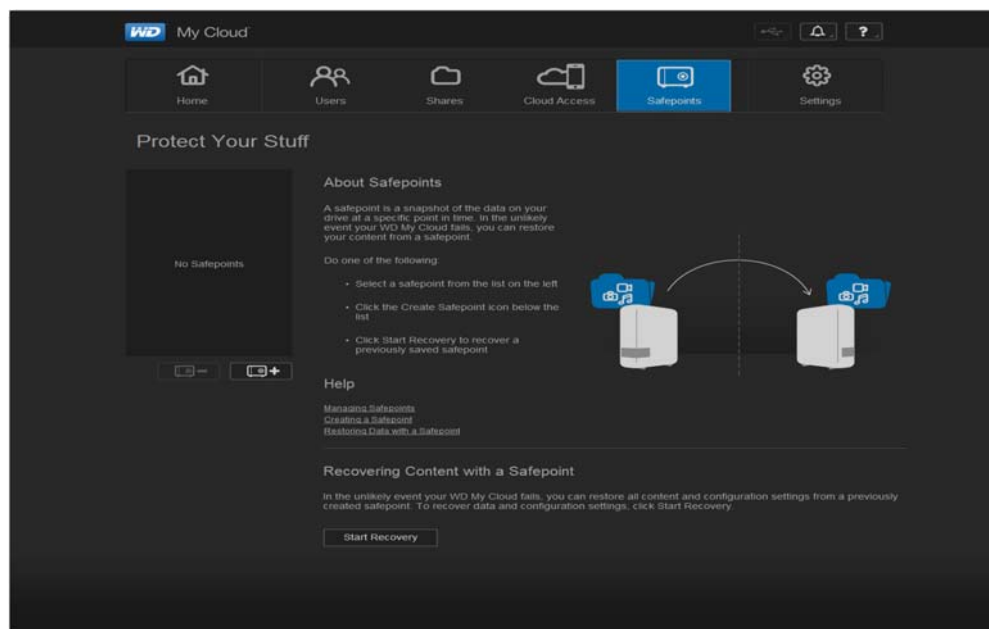 WD My Cloud
?
Home
Users
Shares
Cloud Access
Safepoints
Settings
Protect Your Stuff
No Safepoints
About Safepoints
A safepoint is a snapshot of the data on your
drive at a specific point in time. In the unlikely
event your WD My Cloud fails, you can restore
your content from a safepoint.
Do one of the following:
• Select a safepoint from the list on the left
• Click the Create Safepoint icon below the
list
• Click Start Recovery to recover a
previously saved safepoint
Help
Managing Safepoints
Creating a Safepoint
Restoring Data with a Safepoint
Recovering Content with a Safepoint
In the unlikely event your WD My Cloud fails, you can restore all content and configuration settings from a previously
created safepoint. To recover data and configuration settings, click Start Recovery.
Start Recovery